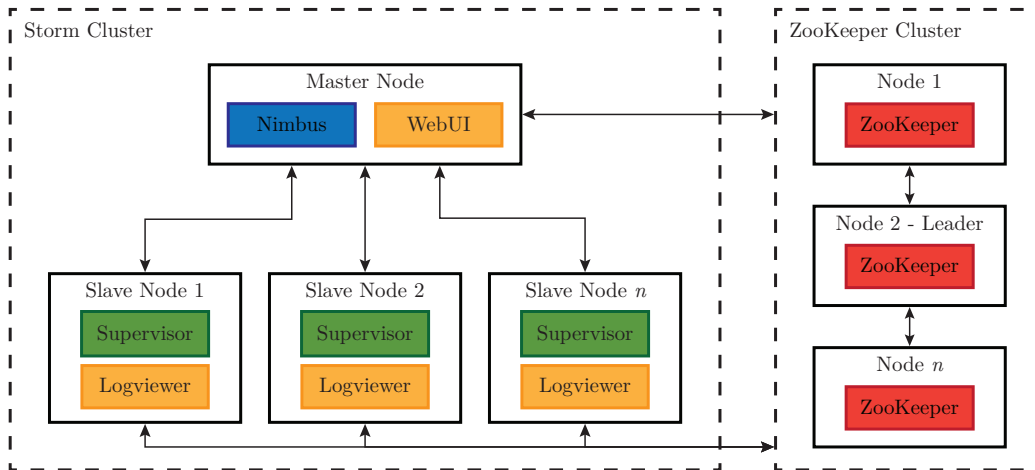 Storm Cluster
Master Node
Nimbus
WebUI
Slave Node 1
Supervisor
Logviewer
Slave Node 2
Supervisor
Logviewer
Slave Node n
Supervisor
Logviewer
ZooKeeper Cluster
Node 1
ZooKeeper
Node 2 - Leader
ZooKeeper
Node n
ZooKeeper